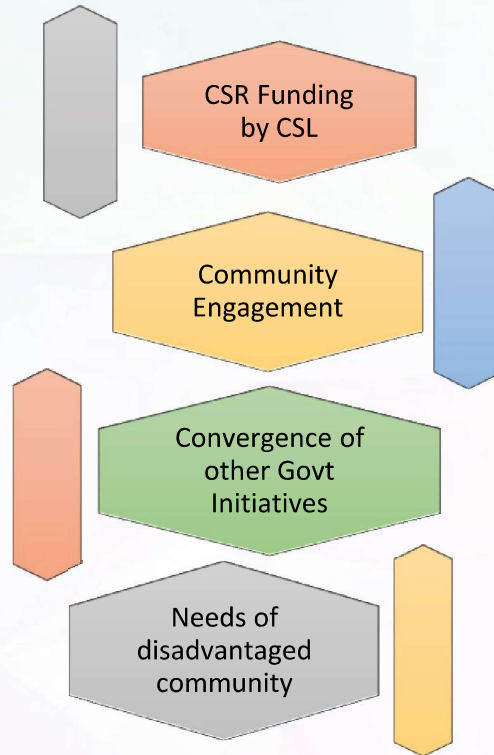 CSR Funding
by CSL
Community
Engagement
Convergence of
other Govt
Initiatives
Needs of
disadvantaged
community